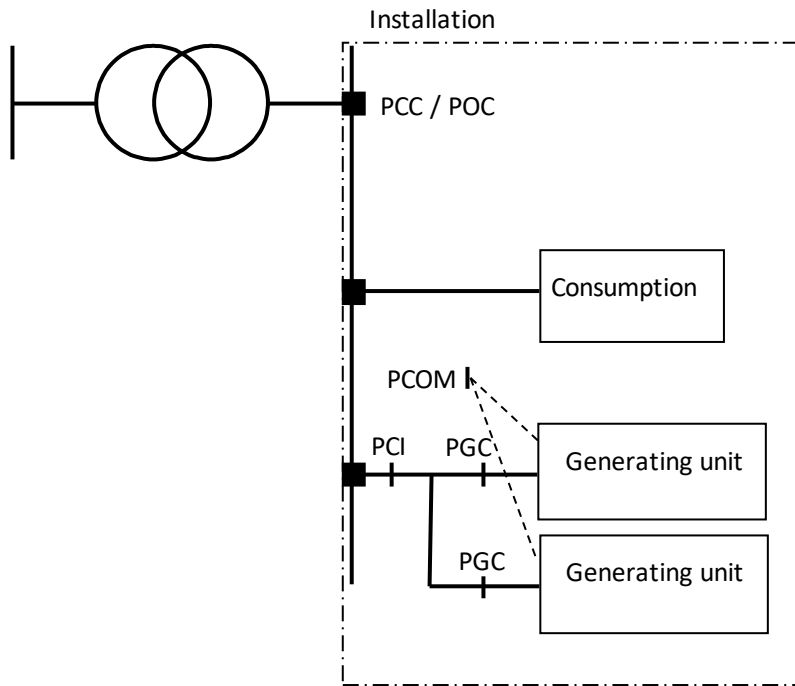 Installation
PCC / POC
Consumption
PCOM
PCI
PGC
Generating unit
PGC
Generating unit